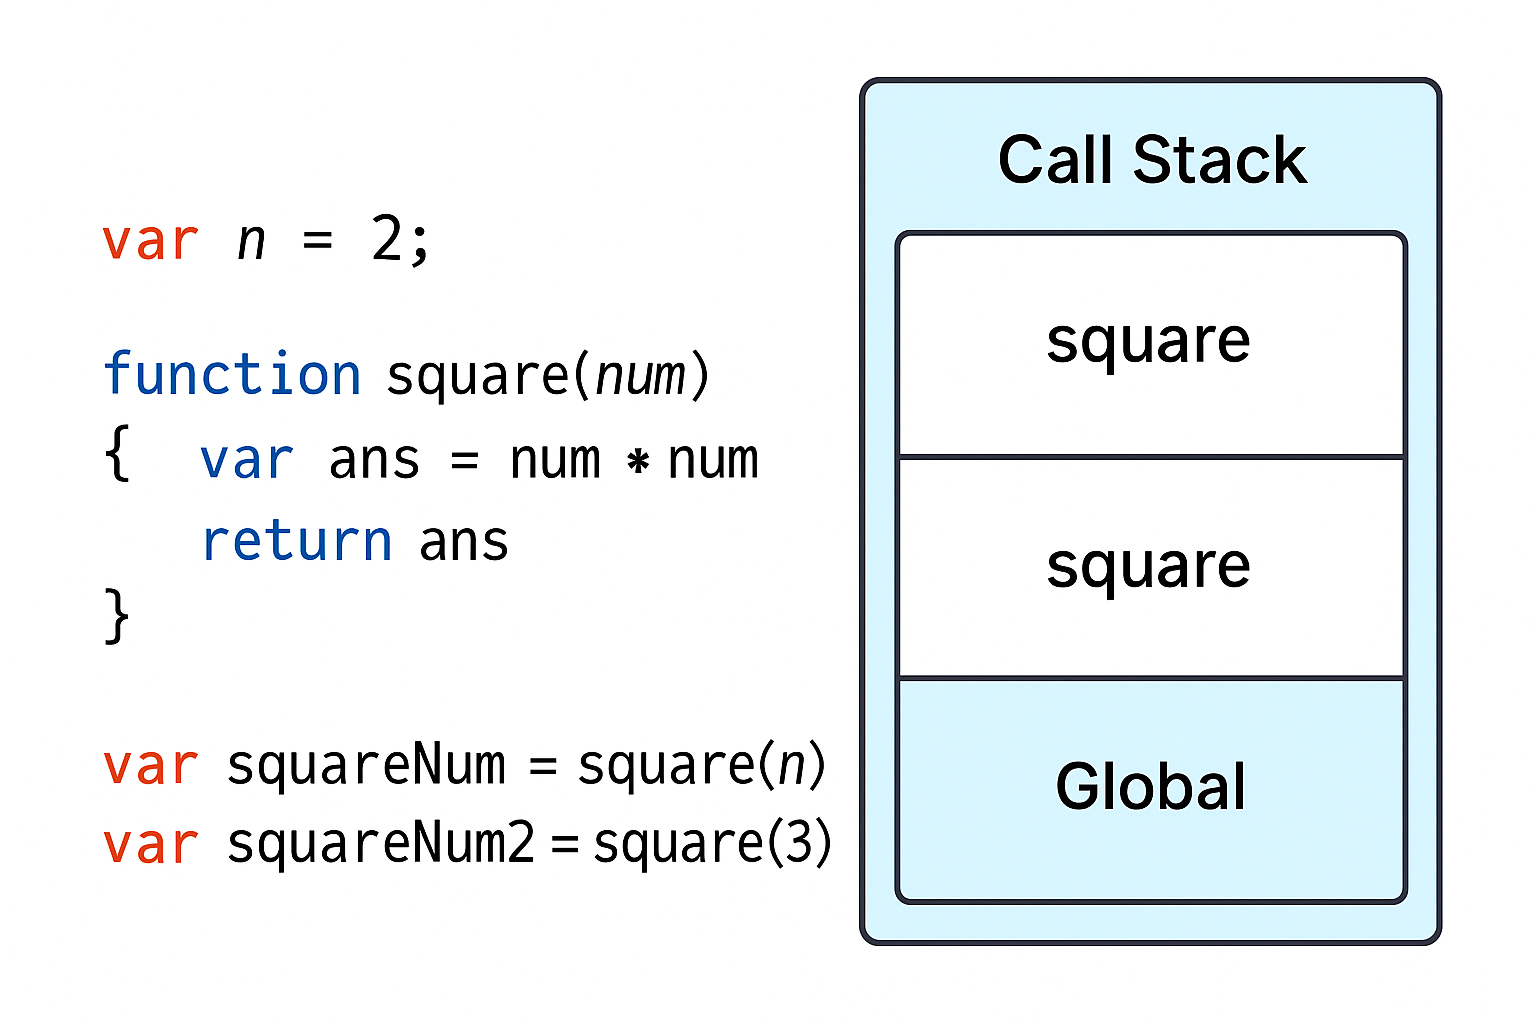 var n = 2;
function square(num)
{ var ans = num * num
return ans
}
var squareNum = square(n)
var squareNum2 = square(3)
Call Stack
square
square
Global